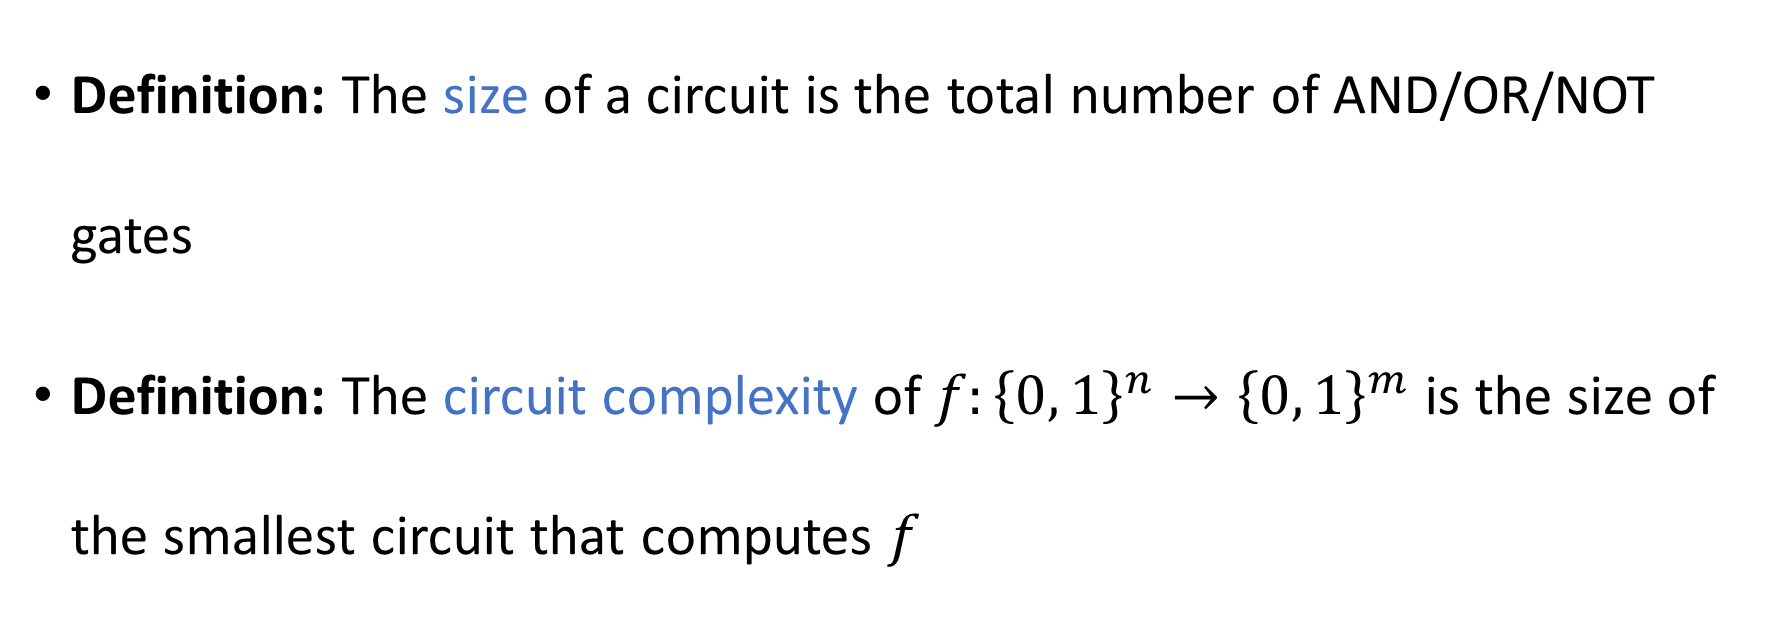 • Definition: The size of a circuit is the total number of AND/OR/NOT
gates
• Definition: The circuit complexity of 𝑓: {0, 1}ⁿ → {0, 1}ᵐ is the size of
the smallest circuit that computes 𝑓